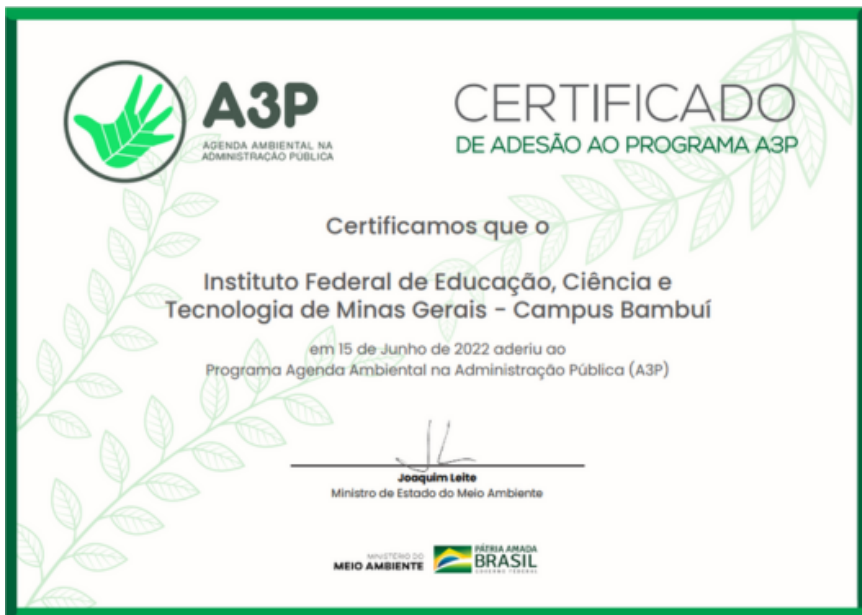 A3P
AGENDA AMBIENTAL NA
ADMINISTRAÇÃO PÚBLICA
CERTIFICADO
DE ADESÃO AO PROGRAMA A3P
Certificamos que o
Instituto Federal de Educação, Ciência e
Tecnologia de Minas Gerais - Campus Bambuí
em 15 de Junho de 2022 aderiu ao
Programa Agenda Ambiental na Administração Pública (A3P)
Joaquim Leite
Ministro de Estado do Meio Ambiente
MINISTÉRIO DO
MEIO AMBIENTE
PÁTRIA AMADA
BRASIL
GOVERNO FEDERAL